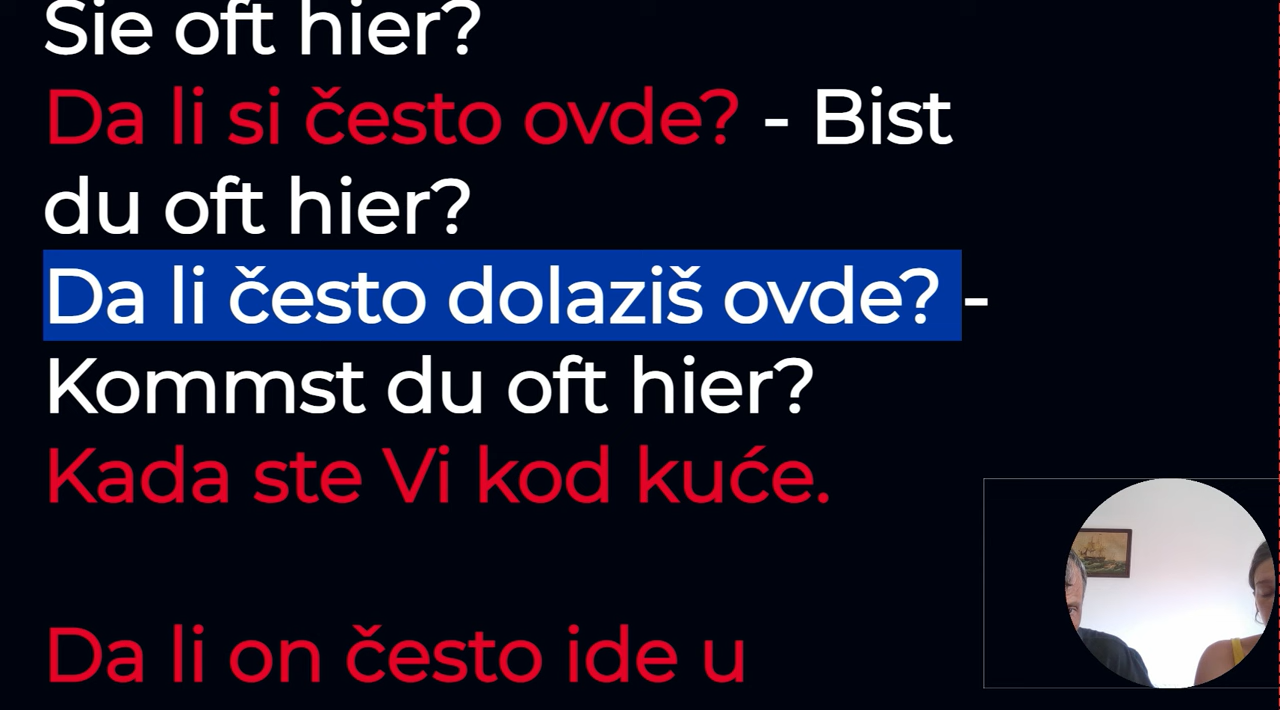 Sie oft hier?
Da li si često ovde? - Bist
du oft hier?
Da li često dolaziš ovde? -
Kommst du oft hier?
Kada ste Vi kod kuće.
Da li on često ide u